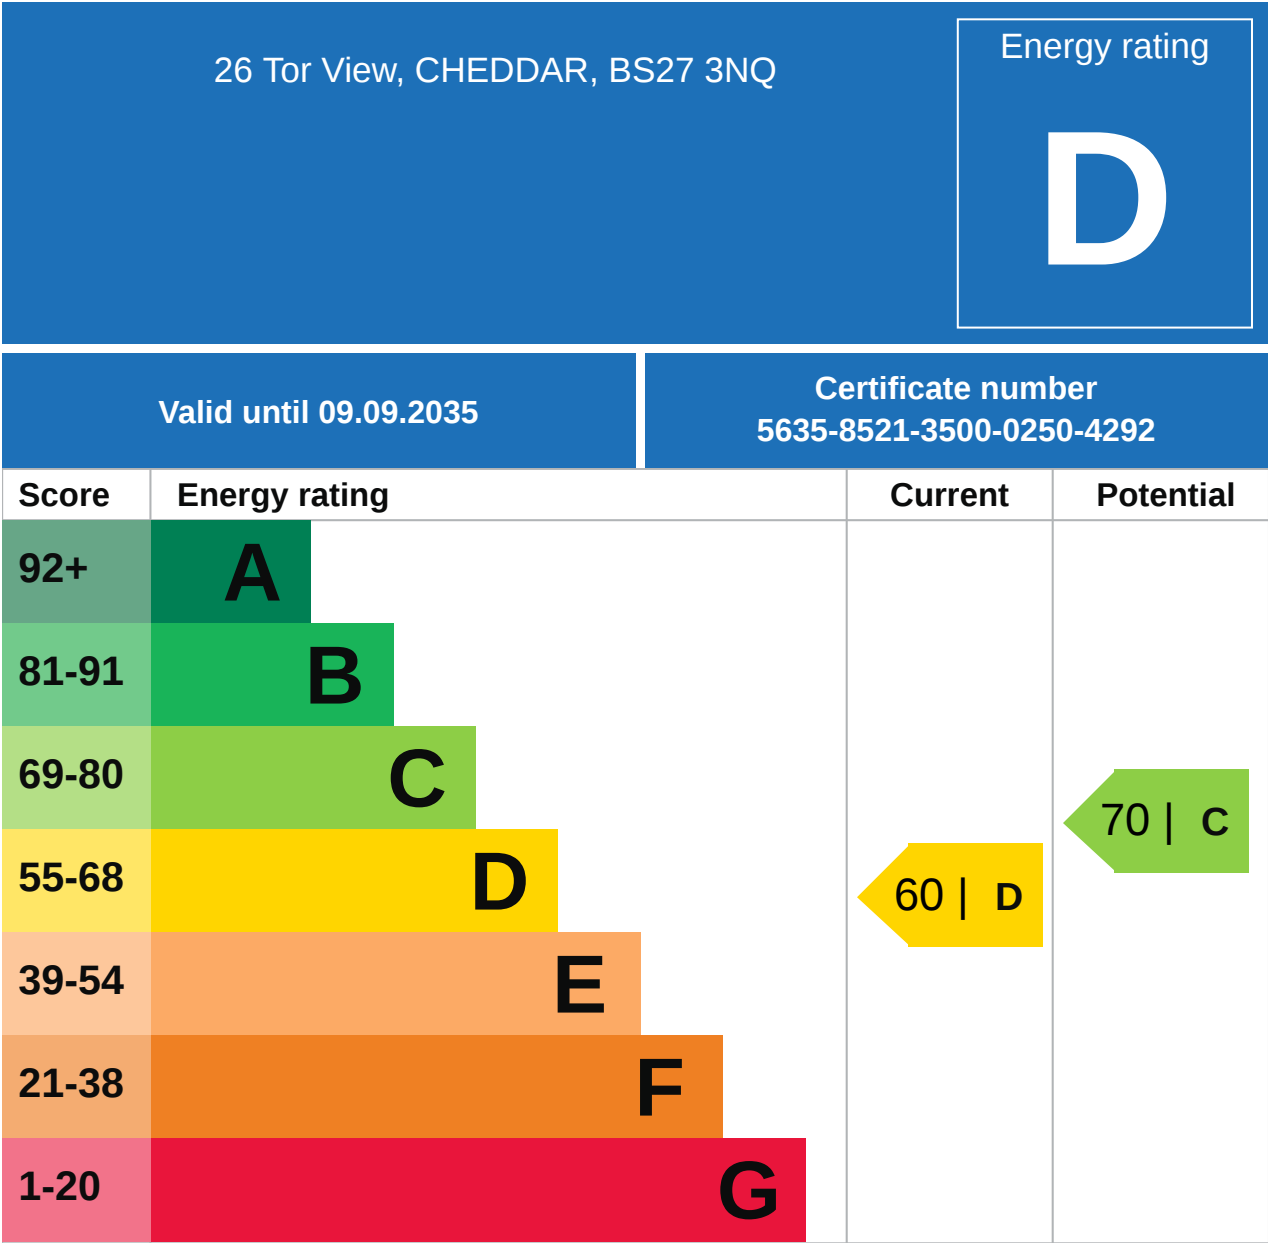 26 Tor View, CHEDDAR, BS27 3NQ
Energy rating
D
Valid until 09.09.2035
Certificate number
5635-8521-3500-0250-4292
Score
Energy rating
Current
Potential
92+
A
81-91
B
69-80
C
70 | C
55-68
D
60 | D
39-54
E
21-38
F
1-20
G